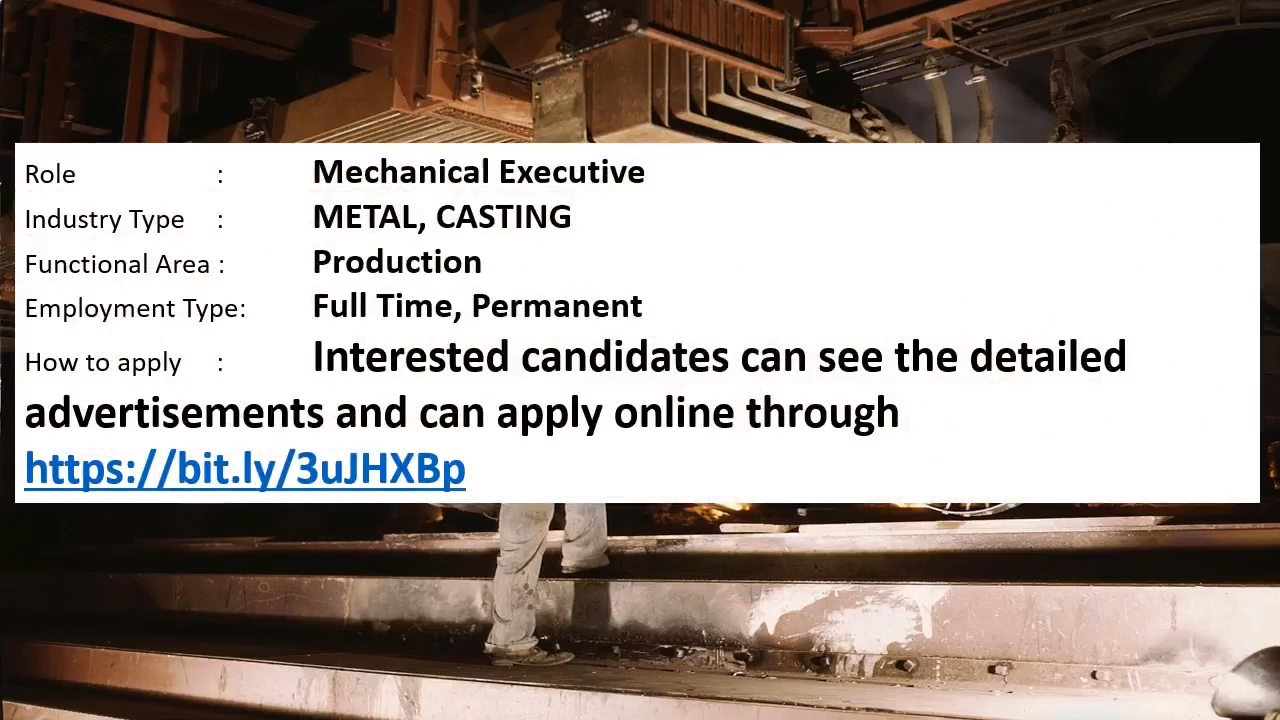 Role : Mechanical Executive
Industry Type : METAL, CASTING
Functional Area : Production
Employment Type: Full Time, Permanent
How to apply : Interested candidates can see the detailed
advertisements and can apply online through
https://bit.ly/3uJHXBp